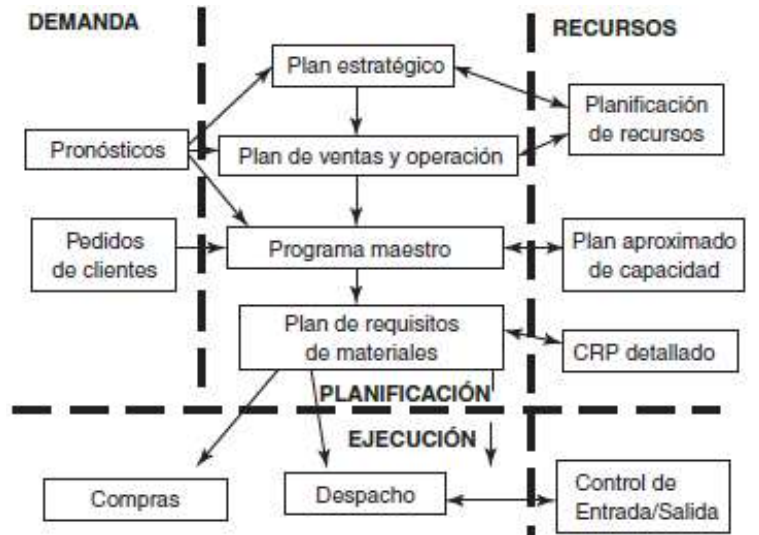 DEMANDA
RECURSOS
Plan estratégico
Planificación
de recursos
Pronósticos
Plan de ventas y operación
Pedidos
de clientes
Programa maestro
Plan aproximado
de capacidad
Plan de requisitos
de materiales
CRP detallado
PLANIFICACIÓN
EJECUCIÓN
Compras
Despacho
Control de
Entrada/Salida